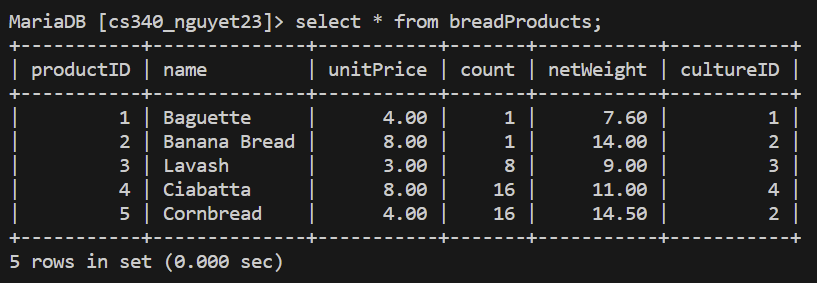 MariaDB [cs340_nguyet23]> select * from breadProducts;
+-----------+--------------+-----------+-------+-----------+-----------+
| productID | name         | unitPrice | count | netWeight | cultureID |
+-----------+--------------+-----------+-------+-----------+-----------+
|         1 | Baguette     |      4.00 |     1 |      7.60 |         1 |
|         2 | Banana Bread |      8.00 |     1 |     14.00 |         2 |
|         3 | Lavash       |      3.00 |     8 |      9.00 |         3 |
|         4 | Ciabatta     |      8.00 |    16 |     11.00 |         4 |
|         5 | Cornbread    |      4.00 |    16 |     14.50 |         2 |
+-----------+--------------+-----------+-------+-----------+-----------+
5 rows in set (0.000 sec)